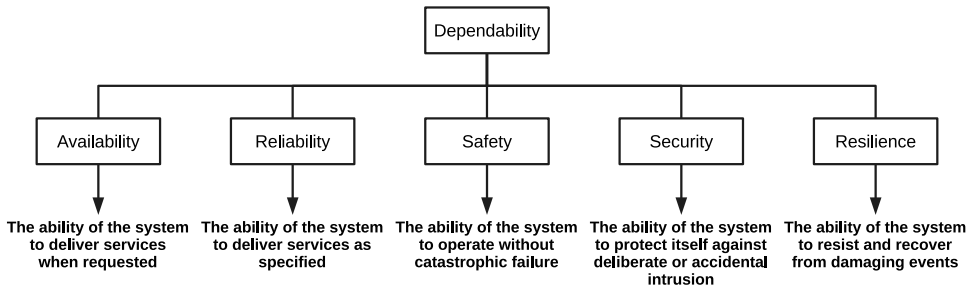 Dependability
Availability
Reliability
Safety
Security
Resilience
The ability of the system
to deliver services
when requested
The ability of the system
to deliver services as
specified
The ability of the system
to operate without
catastrophic failure
The ability of the system
to protect itself against
deliberate or accidental
intrusion
The ability of the system
to resist and recover
from damaging events